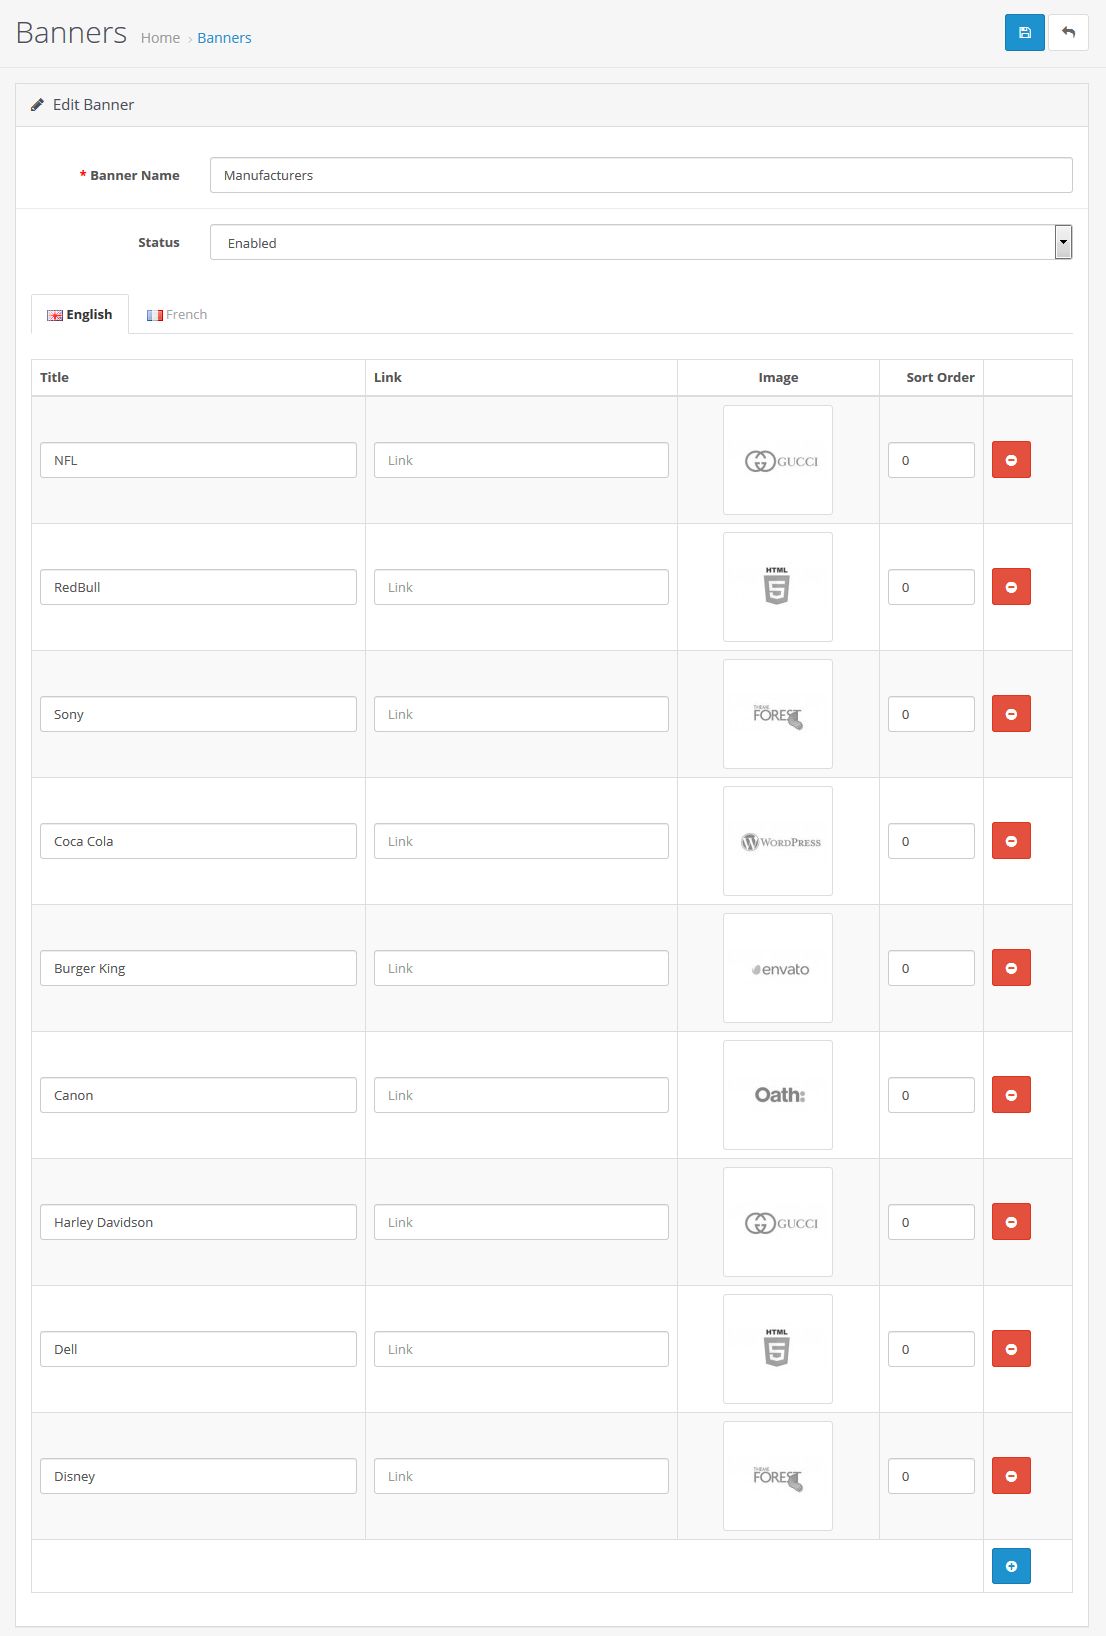 Banners Home › Banners
Edit Banner
* Banner Name Manufacturers
Status Enabled
English French
Title Link Image Sort Order
NFL Link GUCCI 0
RedBull Link HTML 5 0
Sony Link THEME FOREST 0
Coca Cola Link WORDPRESS 0
Burger King Link envato 0
Canon Link Oath: 0
Harley Davidson Link GUCCI 0
Dell Link HTML 5 0
Disney Link THEME FOREST 0